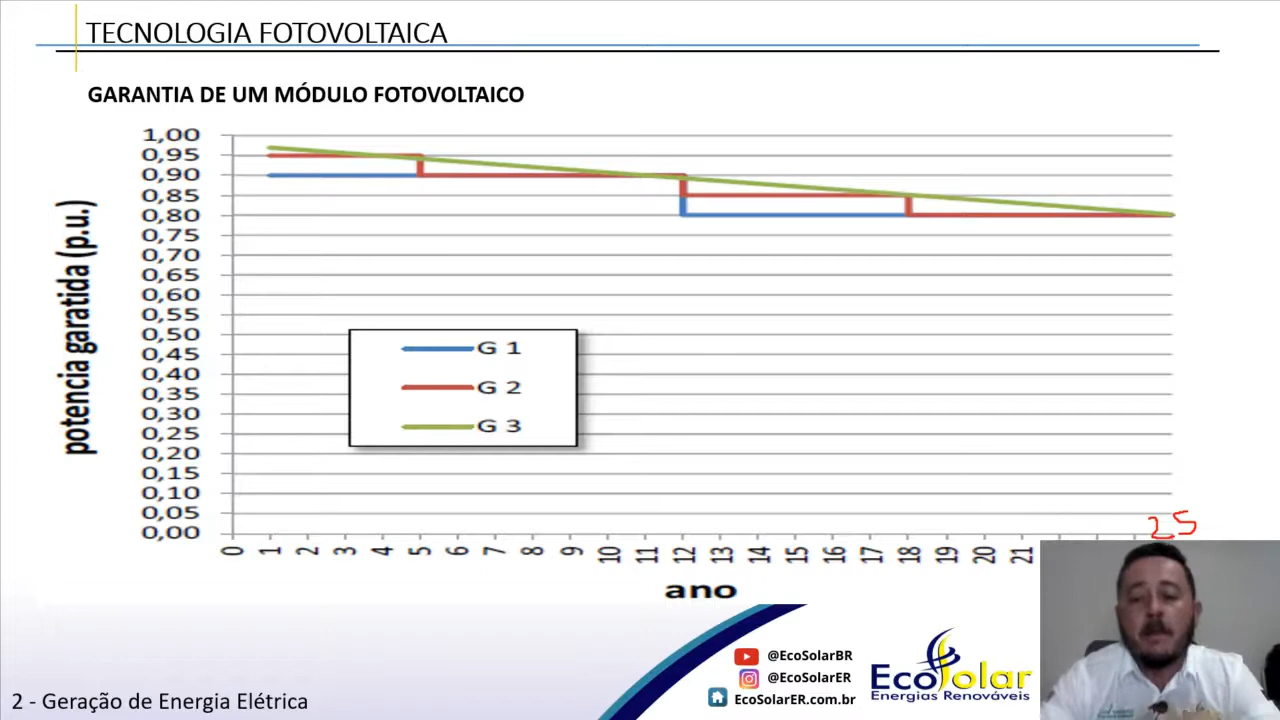 TECNOLOGIA FOTOVOLTAICA
GARANTIA DE UM MÓDULO FOTOVOLTAICO
potencia garatida (p.u.)
1,00
0,95
0,90
0,85
0,80
0,75
0,70
0,65
0,60
0,55
0,50
0,45
0,40
0,35
0,30
0,25
0,20
0,15
0,10
0,05
0,00
G 1
G 2
G 3
25
0 1 2 3 4 5 6 7 8 9 10 11 12 13 14 15 16 17 18 19 20 21
ano
@EcoSolarBR
@EcoSolarER
EcoSolarER.com.br
EcoSolar
Energias Renováveis
2 - Geração de Energia Elétrica